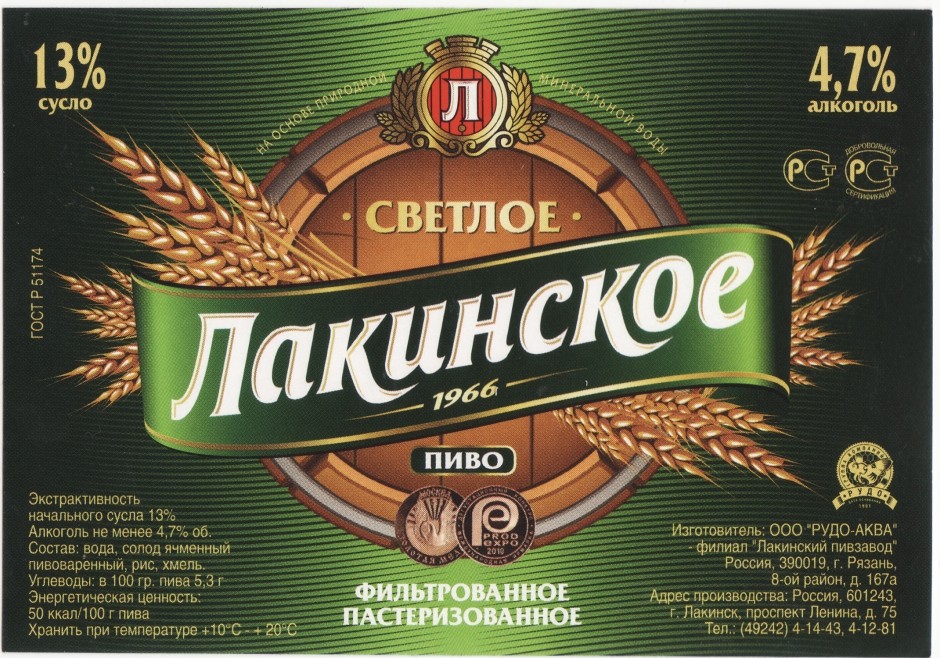 13%
сусло
НА ОСНОВЕ ПРИРОДНОЙ МИНЕРАЛЬНОЙ ВОДЫ
Л
4,7%
алкоголь
РСТ
РСТ
ДОБРОВОЛЬНАЯ
СЕРТИФИКАЦИЯ
· СВЕТЛОЕ ·
ГОСТ Р 51174
Лакинское
1966
ПИВО
МОСКВА
PROD
EXPO
2010
РУДО
Экстрактивность
начального сусла 13%
Алкоголь не менее 4,7% об.
Состав: вода, солод ячменный
пивоваренный, рис, хмель.
Углеводы: в 100 гр. пива 5,3 г
Энергетическая ценность:
50 ккал/100 г пива
Хранить при температуре +10°С - + 20°С
ФИЛЬТРОВАННОЕ
ПАСТЕРИЗОВАННОЕ
Изготовитель: ООО "РУДО-АКВА"
- филиал "Лакинский пивзавод"
Россия, 390019, г. Рязань,
8-ой район, д. 167а
Адрес производства: Россия, 601243,
г. Лакинск, проспект Ленина, д. 75
Тел.: (49242) 4-14-43, 4-12-81